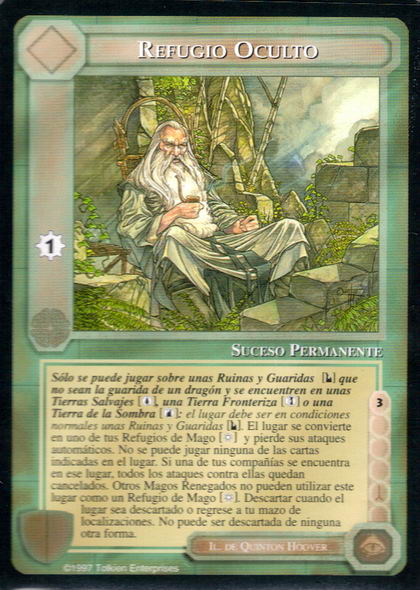 REFUGIO OCULTO
1
SUCESO PERMANENTE
Sólo se puede jugar sobre unas Ruinas y Guaridas [ ] que
no sean la guarida de un dragón y se encuentren en unas
Tierras Salvajes [ ], una Tierra Fronteriza [ ] o una
Tierra de la Sombra [ ]: el lugar debe ser en condiciones
normales unas Ruinas y Guaridas [ ]. El lugar se convierte
en uno de tus Refugios de Mago [ ] y pierde sus ataques
automáticos. No se puede jugar ninguna de las cartas
indicadas en el lugar. Si una de tus compañías se encuentra
en ese lugar, todos los ataques contra ellas quedan
cancelados. Otros Magos Renegados no pueden utilizar este
lugar como un Refugio de Mago [ ]. Descartar cuando el
lugar sea descartado o regrese a tu mazo de
localizaciones. No puede ser descartada de ninguna
otra forma.
3
IL. DE QUINTON HOOVER
©1997 Tolkien Enterprises